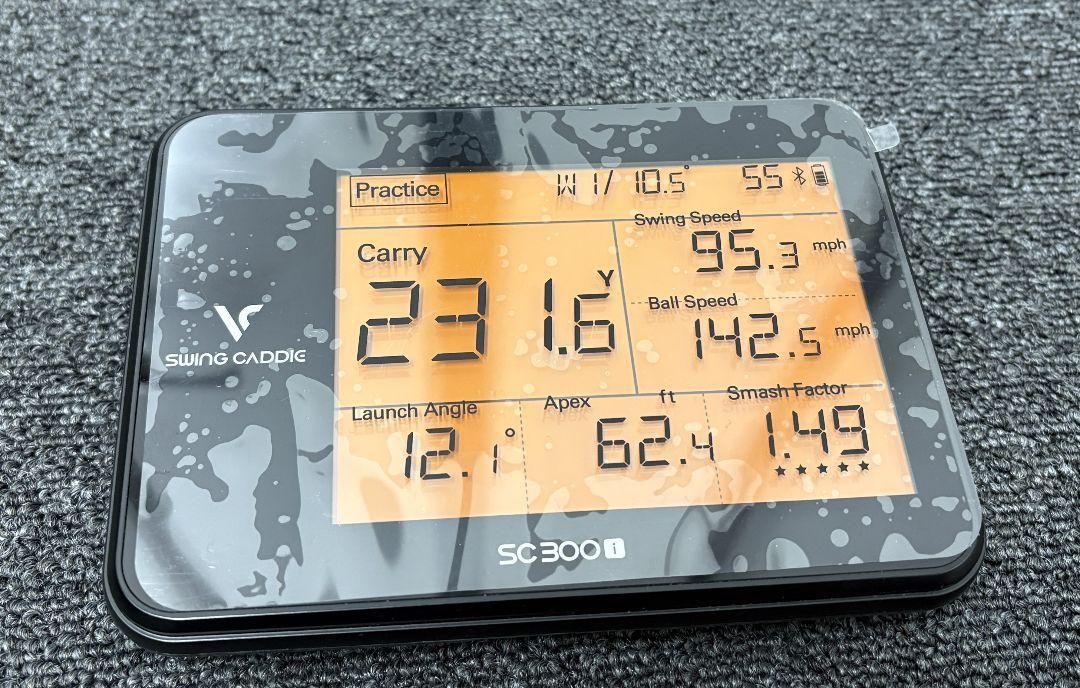 Practice W1/ 10.5° 55
Carry
231.6 Y
Swing Speed
95.3 mph
Ball Speed
142.5 mph
Launch Angle
12.1°
Apex ft
62.4
Smash Factor
1.49
★★★★★
SWING CADDIE
SC300i